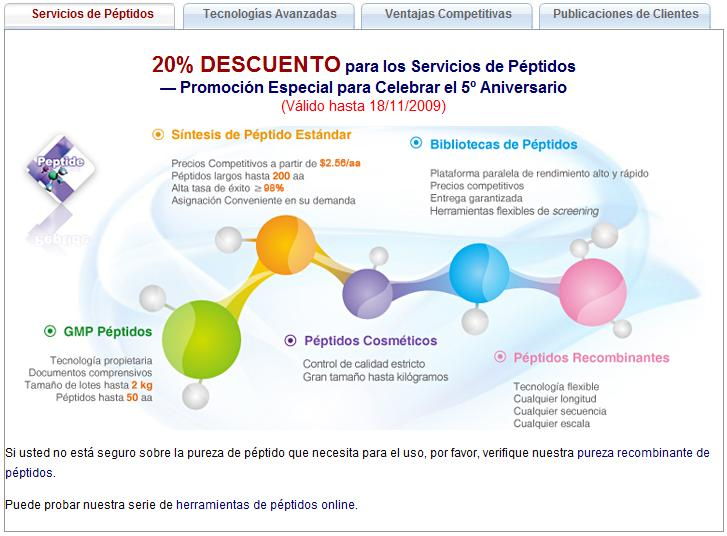 Servicios de Péptidos
Tecnologías Avanzadas
Ventajas Competitivas
Publicaciones de Clientes
20% DESCUENTO para los Servicios de Péptidos
— Promoción Especial para Celebrar el 5º Aniversario
(Válido hasta 18/11/2009)
Peptide
Síntesis de Péptido Estándar
Precios Competitivos a partir de $2.56/aa
Péptidos largos hasta 200 aa
Alta tasa de éxito ≥98%
Asignación Conveniente en su demanda
Bibliotecas de Péptidos
Plataforma paralela de rendimiento alto y rápido
Precios competitivos
Entrega garantizada
Herramientas flexibles de screening
GMP Péptidos
Tecnología propietaria
Documentos comprensivos
Tamaño de lotes hasta 2 kg
Péptidos hasta 50 aa
Péptidos Cosméticos
Control de calidad estricto
Gran tamaño hasta kilógramos
Péptidos Recombinantes
Tecnología flexible
Cualquier longitud
Cualquier secuencia
Cualquier escala
Si usted no está seguro sobre la pureza de péptido que necesita para el uso, por favor, verifique nuestra pureza recombinante de
péptidos.
Puede probar nuestra serie de herramientas de péptidos online.